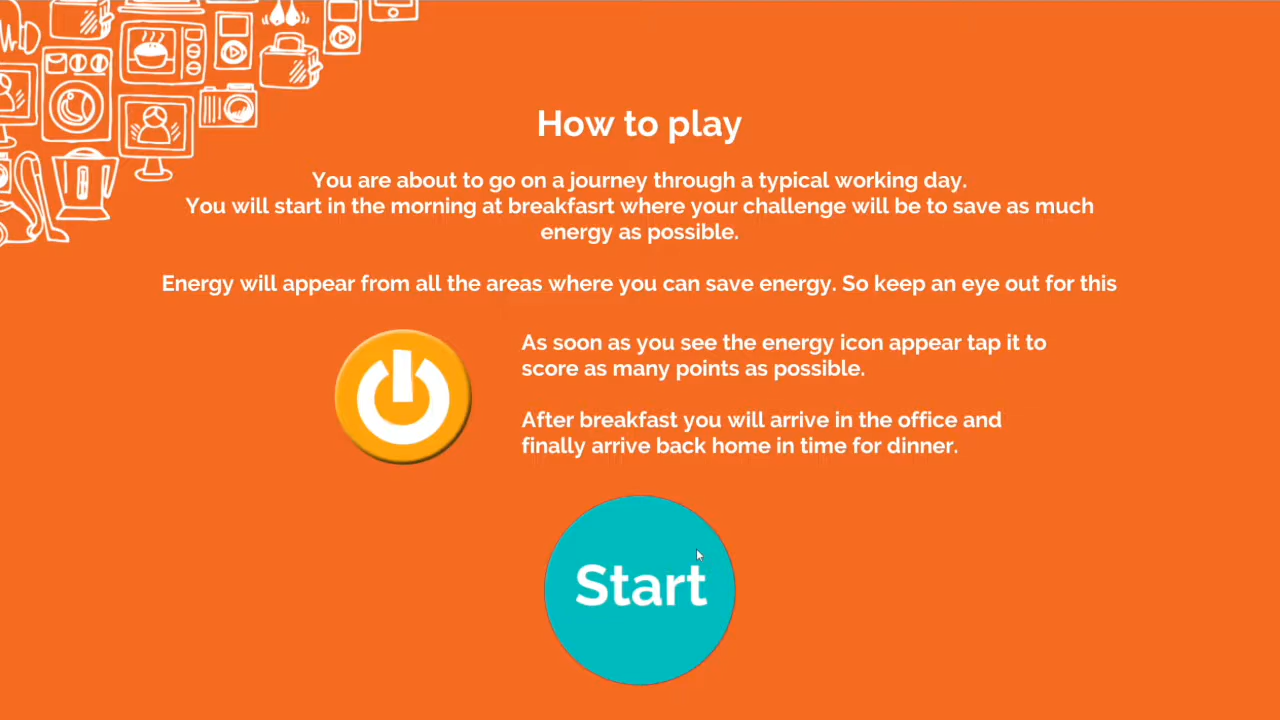 How to play
You are about to go on a journey through a typical working day.
You will start in the morning at breakfasrt where your challenge will be to save as much
energy as possible.
Energy will appear from all the areas where you can save energy. So keep an eye out for this
As soon as you see the energy icon appear tap it to
score as many points as possible.
After breakfast you will arrive in the office and
finally arrive back home in time for dinner.
Start